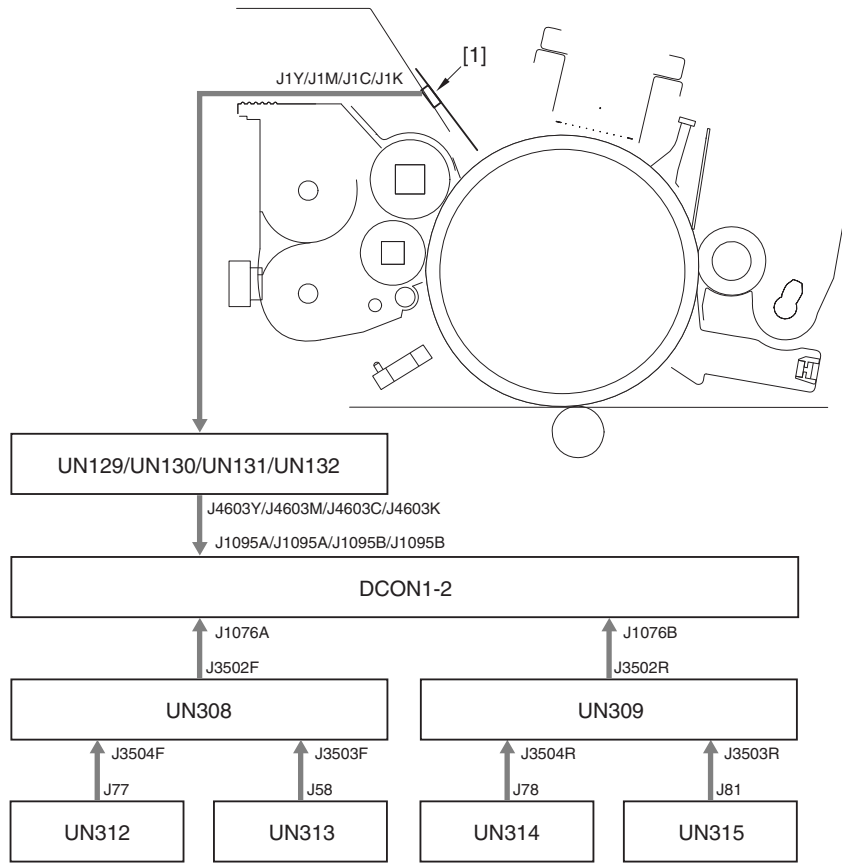 [1]
J1Y/J1M/J1C/J1K
UN129/UN130/UN131/UN132
J4603Y/J4603M/J4603C/J4603K
J1095A/J1095A/J1095B/J1095B
DCON1-2
J1076A
J1076B
J3502F
J3502R
UN308
UN309
J3504F
J3503F
J3504R
J3503R
J77
J58
J78
J81
UN312
UN313
UN314
UN315